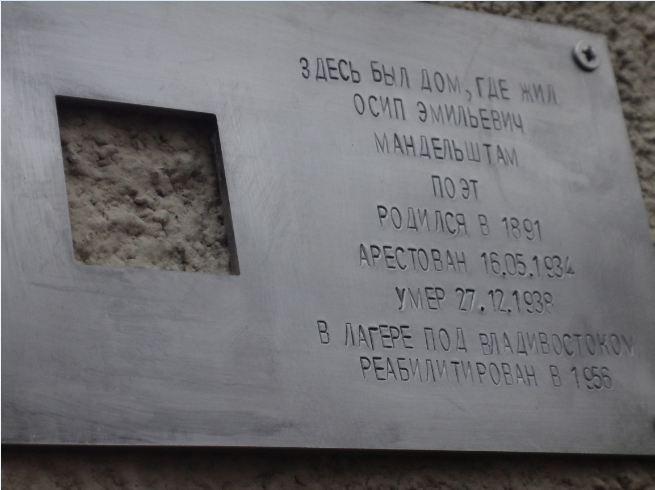 ЗДЕСЬ БЫЛ ДОМ, ГДЕ ЖИЛ
ОСИП ЭМИЛЬЕВИЧ
МАНДЕЛЬШТАМ
ПОЭТ
РОДИЛСЯ В 1891
АРЕСТОВАН 16.05.1934
УМЕР 27.12.1938
В ЛАГЕРЕ ПОД ВЛАДИВОСТОКОМ
РЕАБИЛИТИРОВАН В 1956